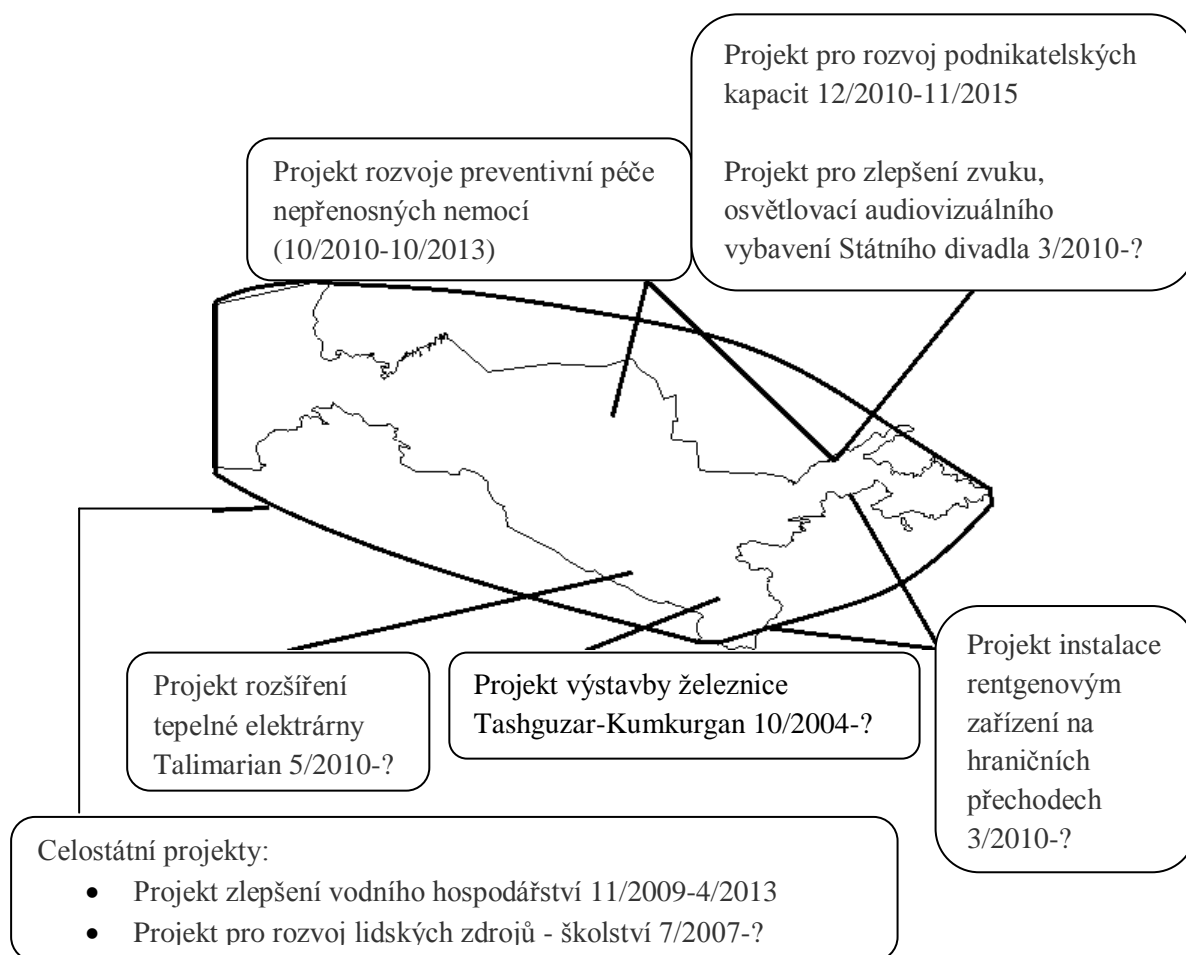 Projekt pro rozvoj podnikatelských
kapacit 12/2010-11/2015
Projekt pro zlepšení zvuku,
osvětlovací audiovizuálního
vybavení Státního divadla 3/2010-?
Projekt rozvoje preventivní péče
nepřenosných nemocí
(10/2010-10/2013)
Projekt rozšíření
tepelné elektrárny
Talimarjan 5/2010-?
Projekt výstavby železnice
Tashguzar-Kumkurgan 10/2004-?
Projekt instalace
rentgenovým
zařízení na
hraničních
přechodech
3/2010-?
Celostátní projekty:
• Projekt zlepšení vodního hospodářství 11/2009-4/2013
• Projekt pro rozvoj lidských zdrojů - školství 7/2007-?